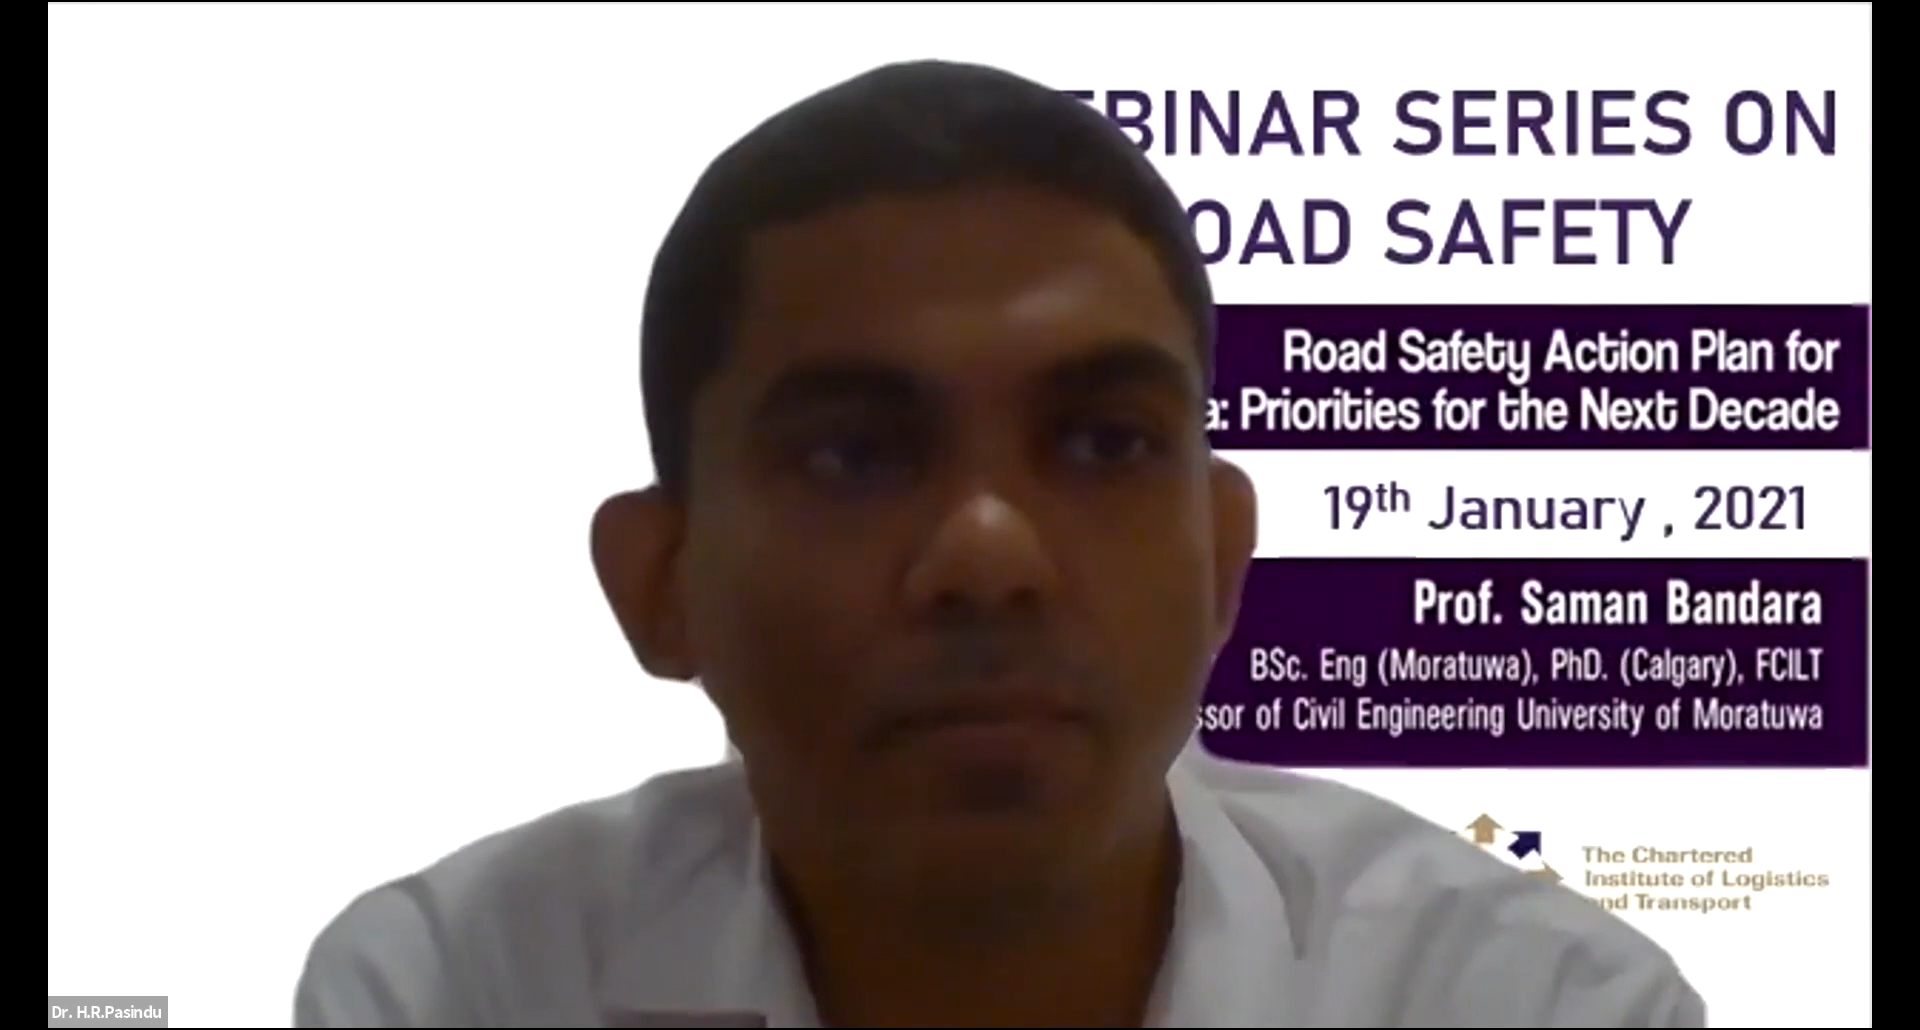 EBINAR SERIES ON
OAD SAFETY
Road Safety Action Plan for
a: Priorities for the Next Decade
19th January , 2021
Prof. Saman Bandara
BSc. Eng (Moratuwa), PhD. (Calgary), FCILT
ssor of Civil Engineering University of Moratuwa
The Chartered
Institute of Logistics
nd Transport
Dr. H.R.Pasindu